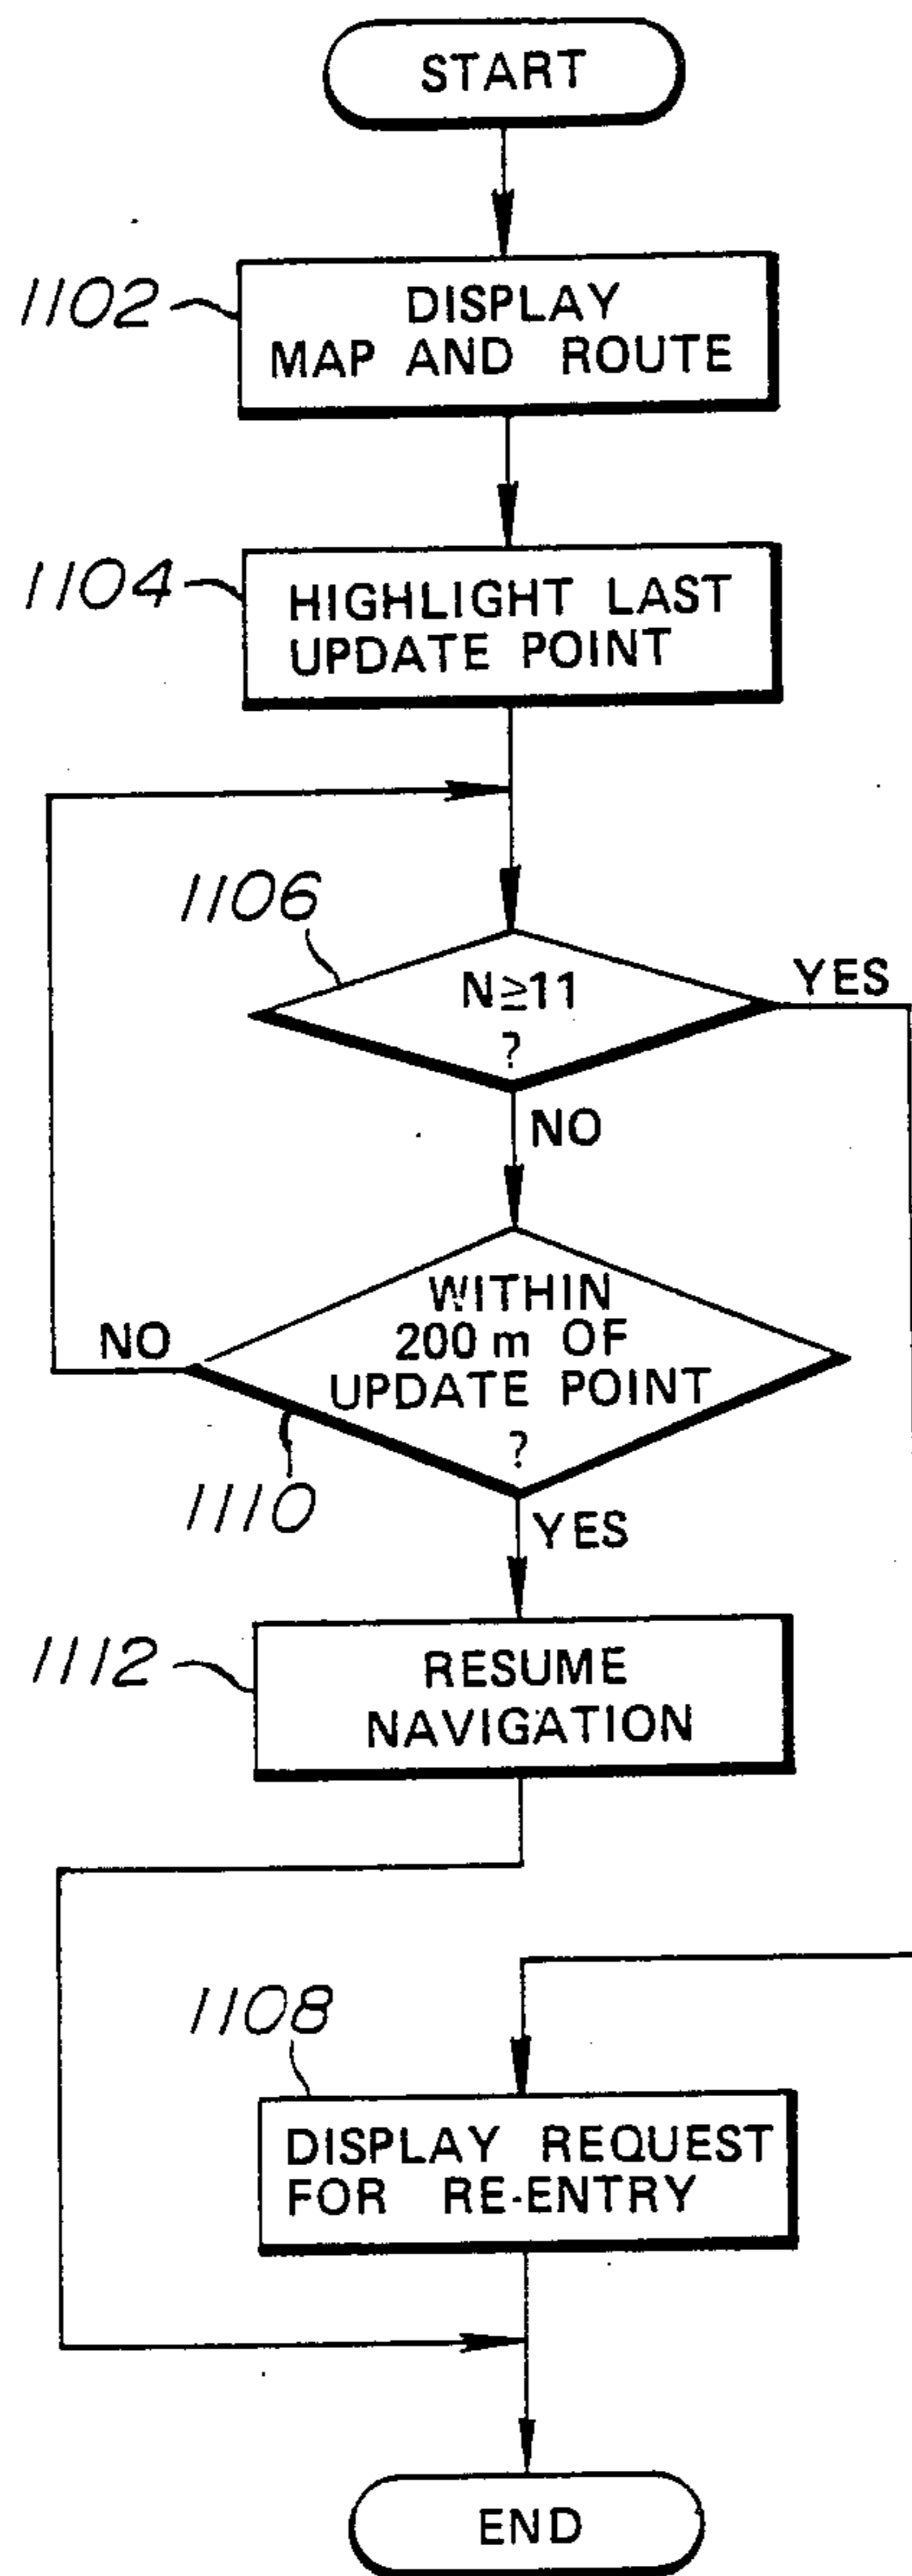 START
1102
DISPLAY
MAP AND ROUTE
1104
HIGHLIGHT LAST
UPDATE POINT
1106
N≧11
?
YES
NO
WITHIN
200 m OF
UPDATE POINT
?
NO
1110
YES
1112
RESUME
NAVIGATION
1108
DISPLAY REQUEST
FOR RE-ENTRY
END